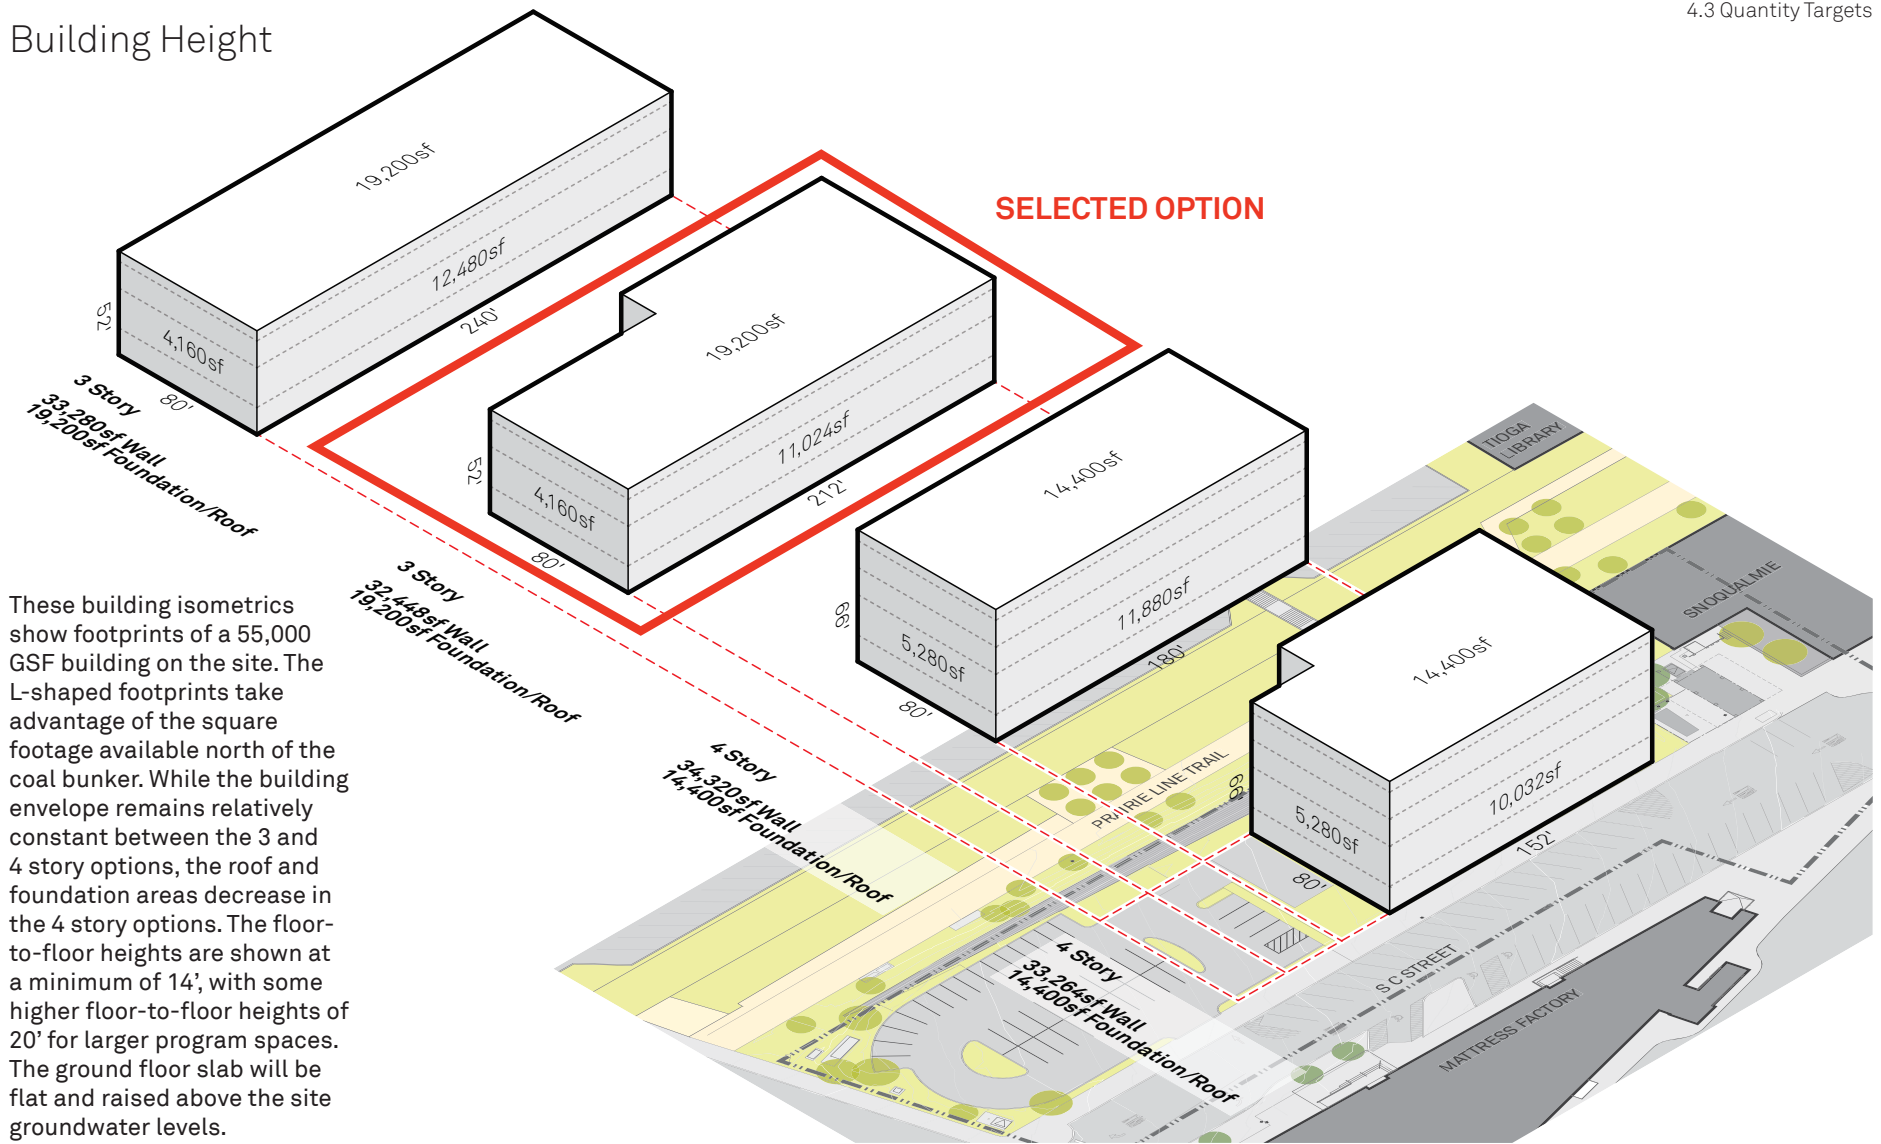 4.3 Quantity Targets
Building Height
19,200sf
12,480sf
4,160sf
52'
240'
80'
3 Story
33,280sf Wall
19,200sf Foundation/Roof
SELECTED OPTION
19,200sf
11,024sf
4,160sf
52'
212'
80'
3 Story
32,448sf Wall
19,200sf Foundation/Roof
14,400sf
11,880sf
5,280sf
66'
180'
80'
4 Story
34,320sf Wall
14,400sf Foundation/Roof
14,400sf
10,032sf
5,280sf
66'
152'
80'
4 Story
33,264sf Wall
14,400sf Foundation/Roof
TIOGA
LIBRARY
SNOQUALMIE
PRAIRIE LINE TRAIL
S C STREET
MATTRESS FACTORY
These building isometrics
show footprints of a 55,000
GSF building on the site. The
L-shaped footprints take
advantage of the square
footage available north of the
coal bunker. While the building
envelope remains relatively
constant between the 3 and
4 story options, the roof and
foundation areas decrease in
the 4 story options. The floor-
to-floor heights are shown at
a minimum of 14’, with some
higher floor-to-floor heights of
20’ for larger program spaces.
The ground floor slab will be
flat and raised above the site
groundwater levels.